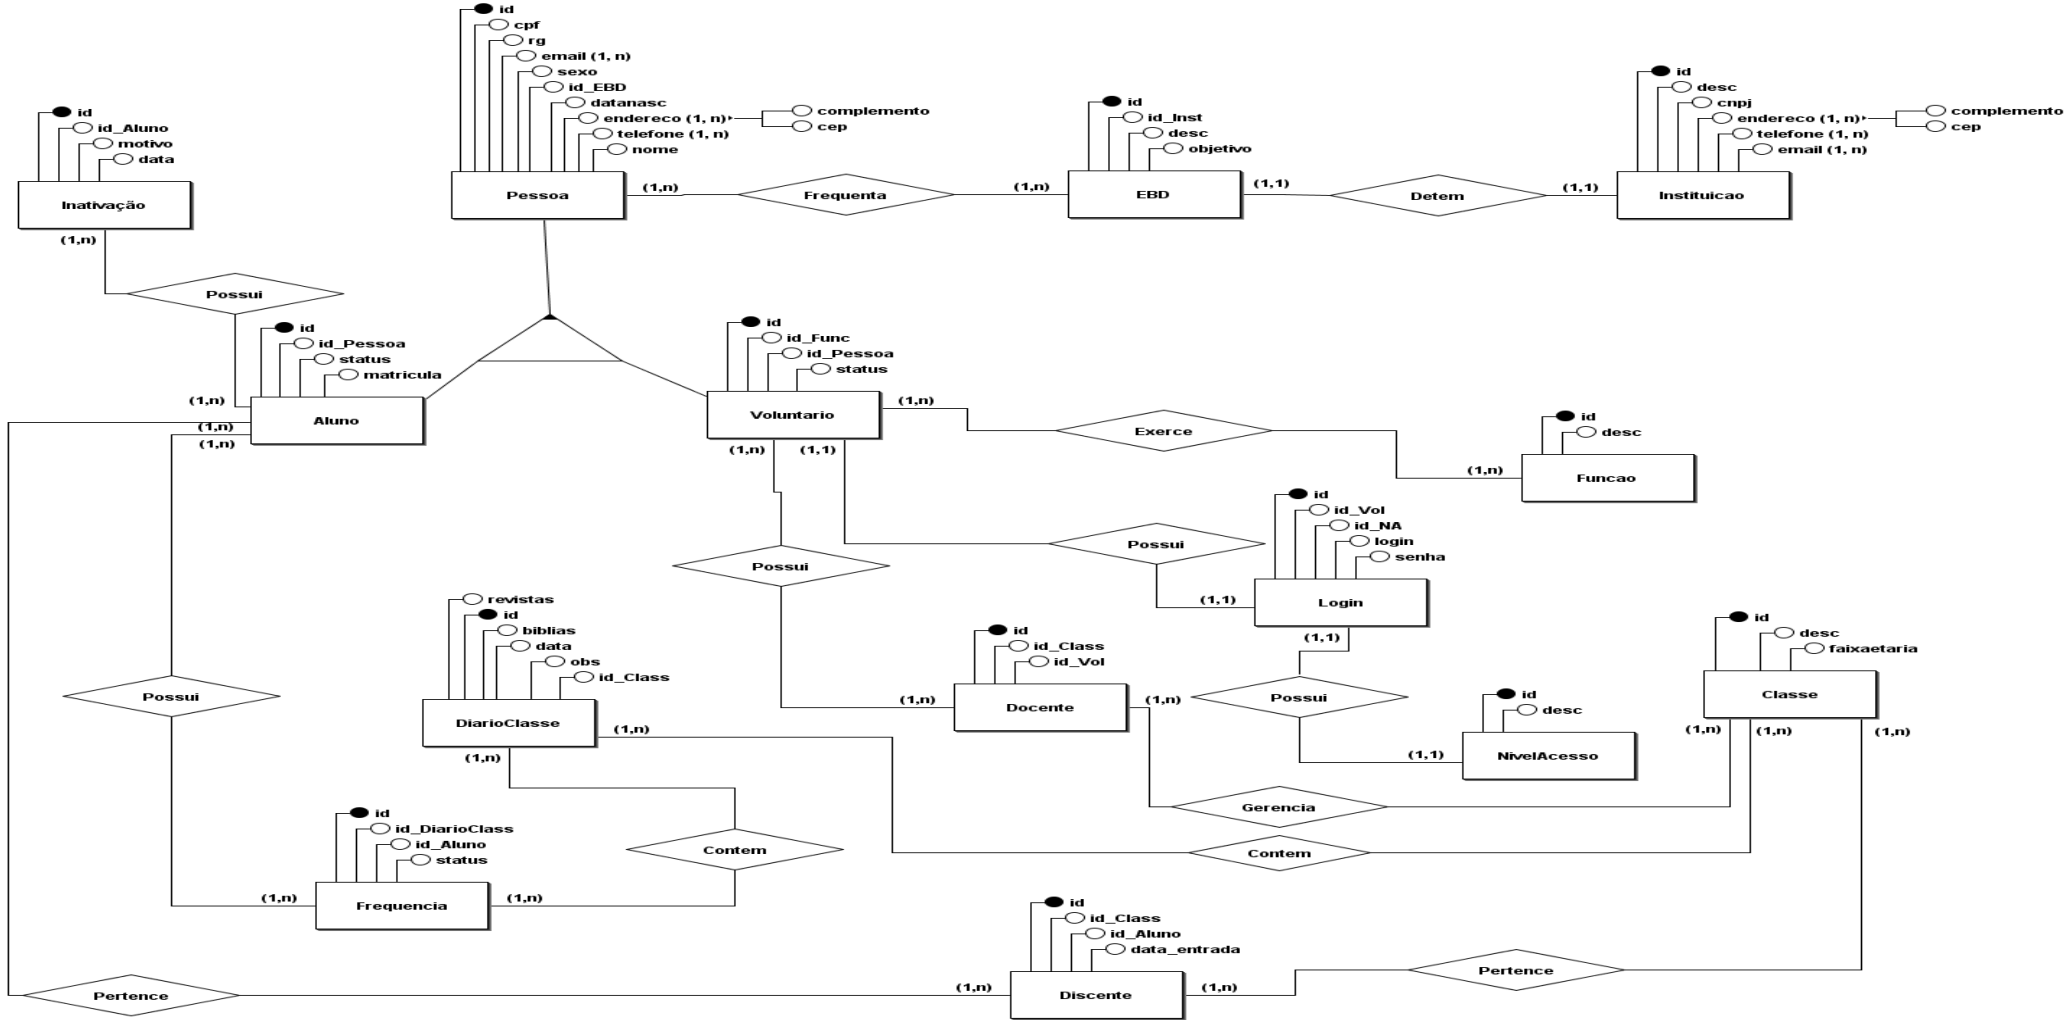 id
cpf
rg
email (1, n)
sexo
id_EBD
datanasc
endereco (1, n)
complemento
cep
telefone (1, n)
nome
Pessoa
(1,n)
Frequenta
(1,n)
id
id_Inst
desc
objetivo
EBD
(1,1)
Detem
(1,1)
id
desc
cnpj
endereco (1, n)
complemento
cep
telefone (1, n)
email (1, n)
Instituicao
id
id_Aluno
motivo
data
Inativação
(1,n)
Possui
(1,n)
id
id_Pessoa
status
matricula
Aluno
(1,n)
(1,n)
id
id_Func
id_Pessoa
status
Voluntario
(1,n)
(1,n)
(1,1)
Exerce
(1,n)
id
desc
Funcao
Possui
Possui
(1,1)
id
id_Vol
id_NA
login
senha
Login
(1,1)
Possui
(1,1)
id
desc
NivelAcesso
id
desc
faixaetaria
Classe
(1,n)
(1,n)
(1,n)
id
id_Class
id_Vol
Docente
(1,n)
(1,n)
Gerencia
revistas
id
biblias
data
obs
id_Class
DiarioClasse
(1,n)
(1,n)
Contem
Contem
Possui
(1,n)
id
id_DiarioClass
id_Aluno
status
Frequencia
(1,n)
Pertence
(1,n)
id
id_Class
id_Aluno
data_entrada
Discente
(1,n)
Pertence